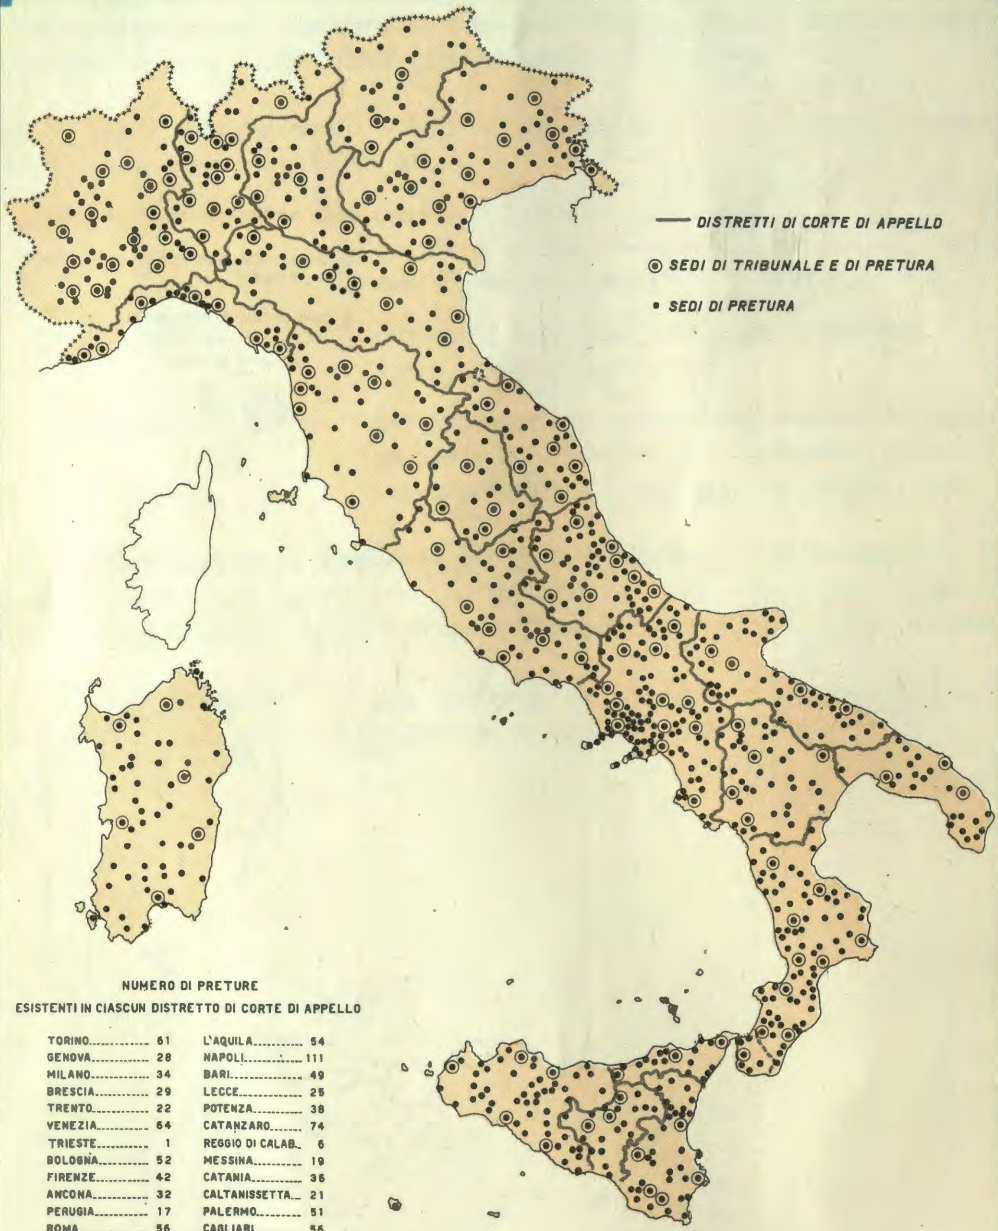 DISTRETTI DI CORTE DI APPELLO
SEDI DI TRIBUNALE E DI PRETURA
SEDI DI PRETURA
NUMERO DI PRETURE
ESISTENTI IN CIASCUN DISTRETTO DI CORTE DI APPELLO
TORINO............ 61
GENOVA............ 28
MILANO............ 34
BRESCIA............ 29
TRENTO............ 22
VENEZIA............ 64
TRIESTE............ 1
BOLOGNA............ 52
FIRENZE............ 42
ANCONA............ 32
PERUGIA............ 17
ROMA............ 56
L'AQUILA.......... 54
NAPOLI............ 111
BARI............ 49
LECCE............ 25
POTENZA.......... 38
CATANZARO........ 74
REGGIO DI CALAB.. 6
MESSINA.......... 19
CATANIA.......... 36
CALTANISSETTA... 21
PALERMO.......... 51
CAGLIARI.......... 56